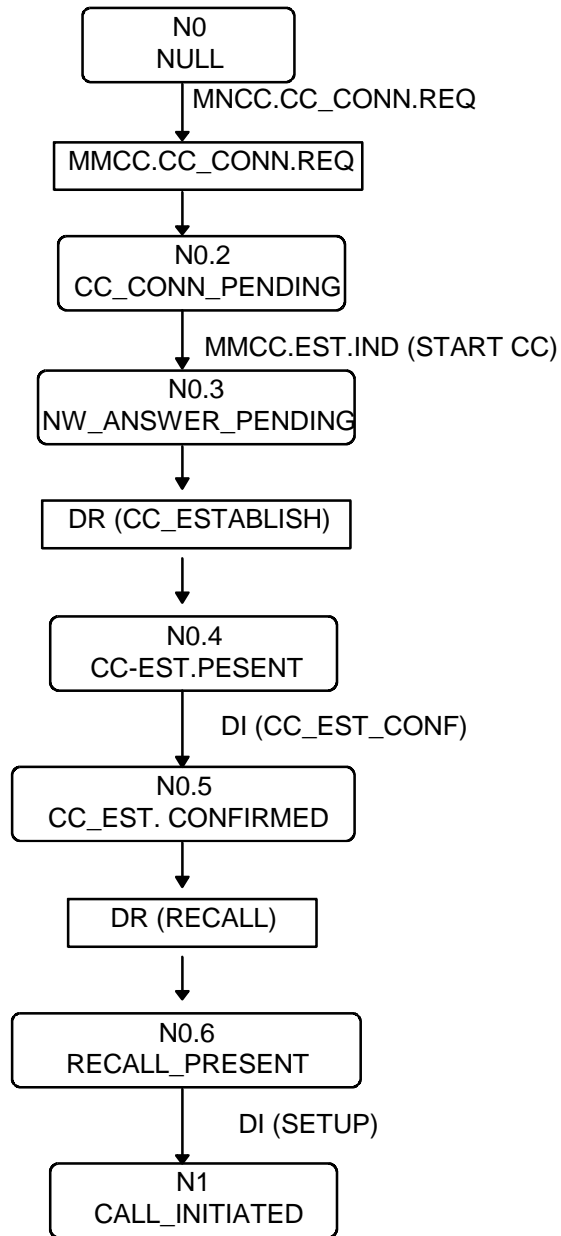 N0
NULL
MNCC.CC_CONN.REQ
MMCC.CC_CONN.REQ
N0.2
CC_CONN_PENDING
MMCC.EST.IND (START CC)
N0.3
NW_ANSWER_PENDING
DR (CC_ESTABLISH)
N0.4
CC-EST.PESENT
DI (CC_EST_CONF)
N0.5
CC_EST. CONFIRMED
DR (RECALL)
N0.6
RECALL_PRESENT
DI (SETUP)
N1
CALL_INITIATED